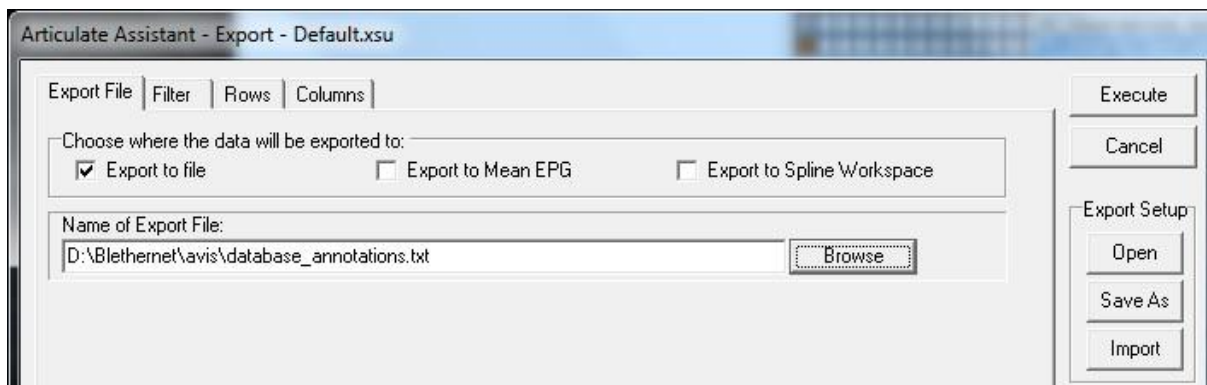 Articulate Assistant - Export - Default.xsu
Export File Filter Rows Columns
Execute
Choose where the data will be exported to:
Export to file Export to Mean EPG Export to Spline Workspace
Cancel
Name of Export File:
D:\Blethernet\avis\database_annotations.txt Browse
Export Setup
Open
Save As
Import